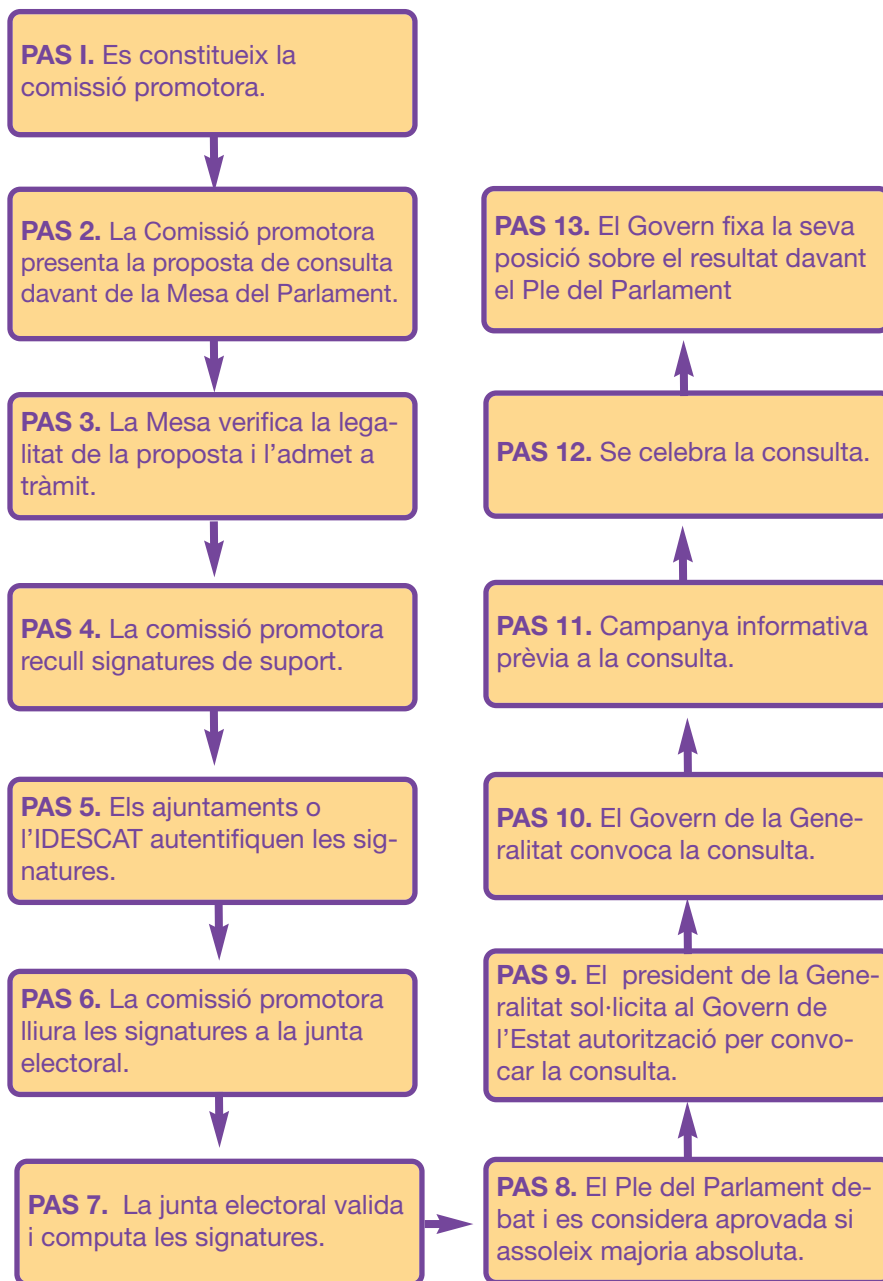 PAS I. Es constitueix la
comissió promotora.
PAS 2. La Comissió promotora
presenta la proposta de consulta
davant de la Mesa del Parlament.
PAS 3. La Mesa verifica la lega-
litat de la proposta i l’admet a
tràmit.
PAS 4. La comissió promotora
recull signatures de suport.
PAS 5. Els ajuntaments o
l’IDESCAT autentifiquen les sig-
natures.
PAS 6. La comissió promotora
lliura les signatures a la junta
electoral.
PAS 7. La junta electoral valida
i computa les signatures.
PAS 8. El Ple del Parlament de-
bat i es considera aprovada si
assoleix majoria absoluta.
PAS 9. El president de la Gene-
ralitat sol·licita al Govern de
l’Estat autorització per convo-
car la consulta.
PAS 10. El Govern de la Gene-
ralitat convoca la consulta.
PAS 11. Campanya informativa
prèvia a la consulta.
PAS 12. Se celebra la consulta.
PAS 13. El Govern fixa la seva
posició sobre el resultat davant
el Ple del Parlament